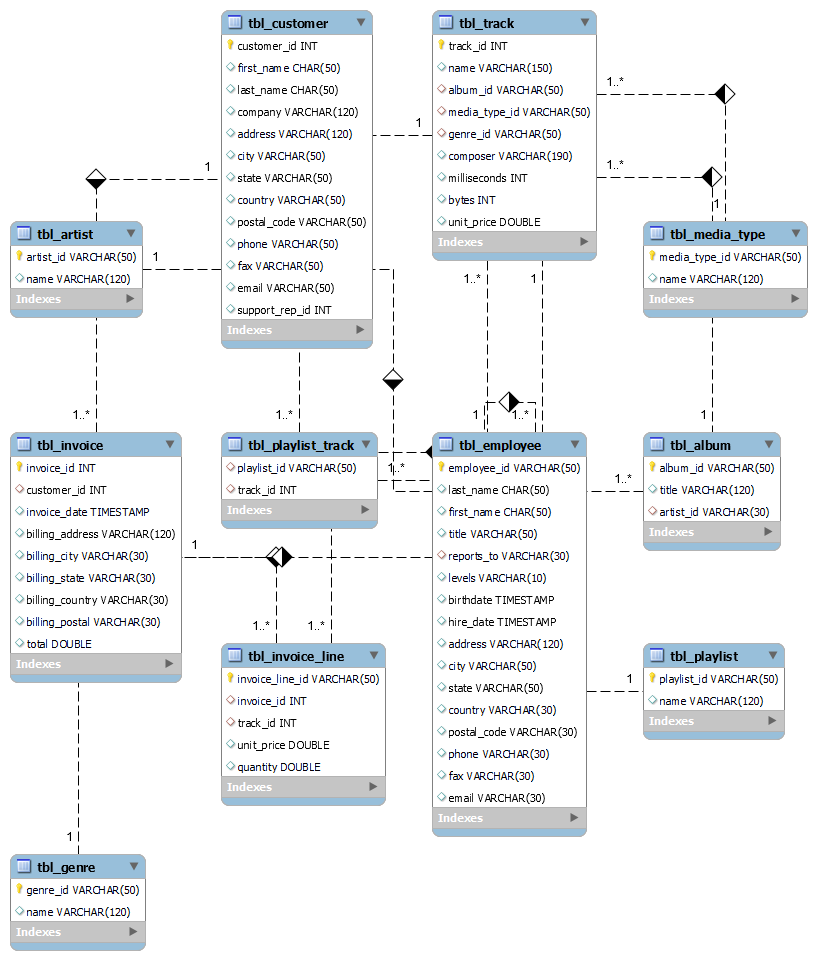 tbl_customer
customer_id INT
first_name CHAR(50)
last_name CHAR(50)
company VARCHAR(120)
address VARCHAR(120)
city VARCHAR(50)
state VARCHAR(50)
country VARCHAR(50)
postal_code VARCHAR(50)
phone VARCHAR(50)
fax VARCHAR(50)
email VARCHAR(50)
support_rep_id INT
Indexes
tbl_track
track_id INT
name VARCHAR(150)
album_id VARCHAR(50)
media_type_id VARCHAR(50)
genre_id VARCHAR(50)
composer VARCHAR(190)
milliseconds INT
bytes INT
unit_price DOUBLE
Indexes
1..*
1
1..*
1
1
tbl_artist
artist_id VARCHAR(50)
name VARCHAR(120)
Indexes
1
tbl_media_type
media_type_id VARCHAR(50)
name VARCHAR(120)
Indexes
1..*
1
1..*
1..*
1
1..*
1
tbl_invoice
invoice_id INT
customer_id INT
invoice_date TIMESTAMP
billing_address VARCHAR(120)
billing_city VARCHAR(30)
billing_state VARCHAR(30)
billing_country VARCHAR(30)
billing_postal VARCHAR(30)
total DOUBLE
Indexes
tbl_playlist_track
playlist_id VARCHAR(50)
track_id INT
Indexes
1..*
tbl_employee
employee_id VARCHAR(50)
last_name CHAR(50)
first_name CHAR(50)
title VARCHAR(50)
reports_to VARCHAR(30)
levels VARCHAR(10)
birthdate TIMESTAMP
hire_date TIMESTAMP
address VARCHAR(120)
city VARCHAR(50)
state VARCHAR(50)
country VARCHAR(30)
postal_code VARCHAR(30)
phone VARCHAR(30)
fax VARCHAR(30)
email VARCHAR(30)
Indexes
1..*
tbl_album
album_id VARCHAR(50)
title VARCHAR(120)
artist_id VARCHAR(30)
Indexes
1
1..*
1..*
tbl_invoice_line
invoice_line_id VARCHAR(50)
invoice_id INT
track_id INT
unit_price DOUBLE
quantity DOUBLE
Indexes
1
tbl_playlist
playlist_id VARCHAR(50)
name VARCHAR(120)
Indexes
1
tbl_genre
genre_id VARCHAR(50)
name VARCHAR(120)
Indexes